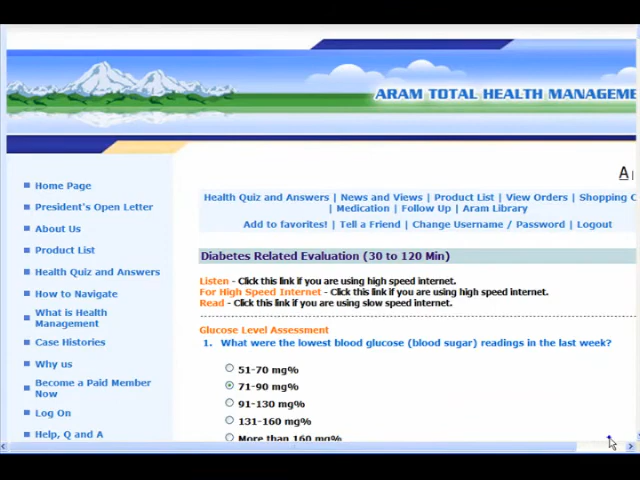 ARAM TOTAL HEALTH MANAGEME
A
Home Page
President's Open Letter
About Us
Product List
Health Quiz and Answers
How to Navigate
What is Health
Management
Case Histories
Why us
Become a Paid Member
Now
Log On
Help, Q and A
Health Quiz and Answers | News and Views | Product List | View Orders | Shopping C
| Medication | Follow Up | Aram Library
Add to favorites! | Tell a Friend | Change Username / Password | Logout
Diabetes Related Evaluation (30 to 120 Min)
Listen - Click this link if you are using high speed internet.
For High Speed Internet - Click this link if you are using high speed internet.
Read - Click this link if you are using slow speed internet.
Glucose Level Assessment
1. What were the lowest blood glucose (blood sugar) readings in the last week?
51-70 mg%
71-90 mg%
91-130 mg%
131-160 mg%
More than 160 mg%